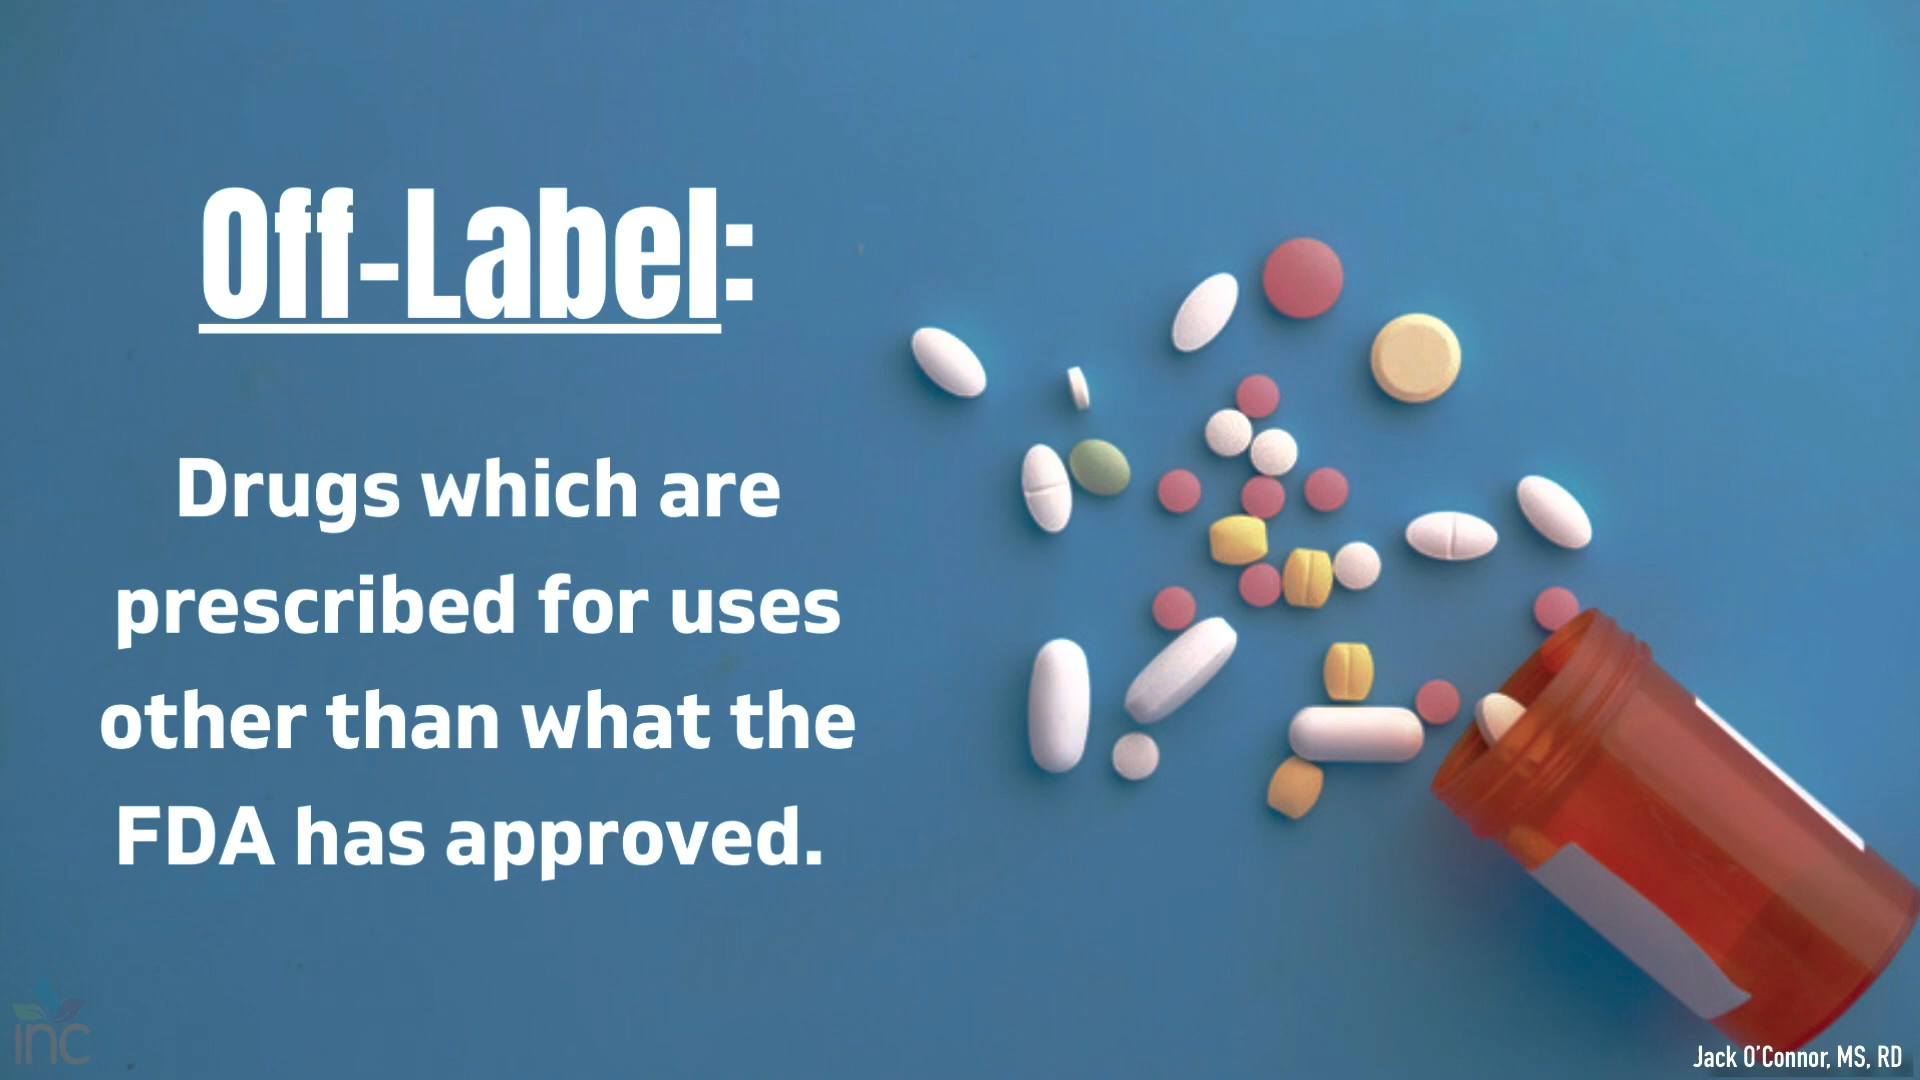 Off-Label:
Drugs which are
prescribed for uses
other than what the
FDA has approved.
inc
Jack O'Connor, MS, RD